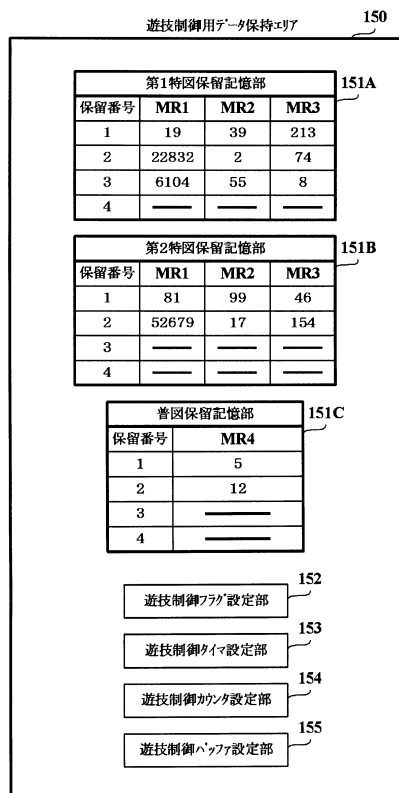 遊技制御用ﾃﾞｰﾀ保持ｴﾘｱ
150
第1特図保留記憶部
151A
保留番号 MR1 MR2 MR3
1 19 39 213
2 22832 2 74
3 6104 55 8
4 ―― ―― ――
第2特図保留記憶部
151B
保留番号 MR1 MR2 MR3
1 81 99 46
2 52679 17 154
3 ―― ―― ――
4 ―― ―― ――
普図保留記憶部
151C
保留番号 MR4
1 5
2 12
3 ――
4 ――
152
遊技制御ﾌﾗｸﾞ設定部
153
遊技制御ﾀｲﾏ設定部
154
遊技制御ｶｳﾝﾀ設定部
155
遊技制御ﾊﾞｯﾌｧ設定部